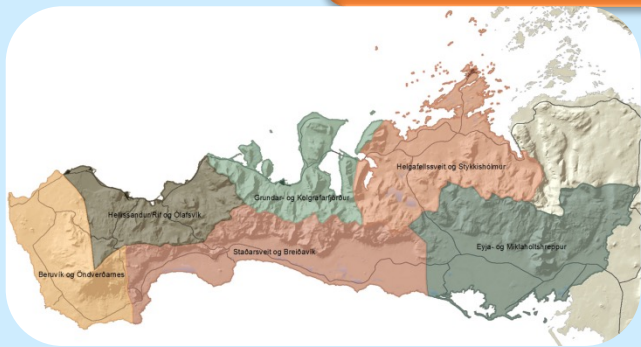 Helgafellssveit og Stykkishólmur
Grundar- og Kolgrafarfjörður
Hellissandur/Rif og Ólafsvík
Eyja- og Miklaholtshreppur
Staðarsveit og Breiðavík
Beruvík og Öndverðarnes